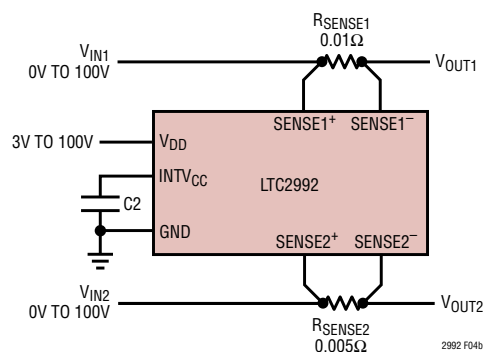 RSENSE1
0.01Ω
VIN1
0V TO 100V
VOUT1
SENSE1+ SENSE1–
3V TO 100V
VDD
INTVCC
LTC2992
C2
GND
SENSE2+ SENSE2–
VIN2
0V TO 100V
VOUT2
RSENSE2
0.005Ω
2992 F04b